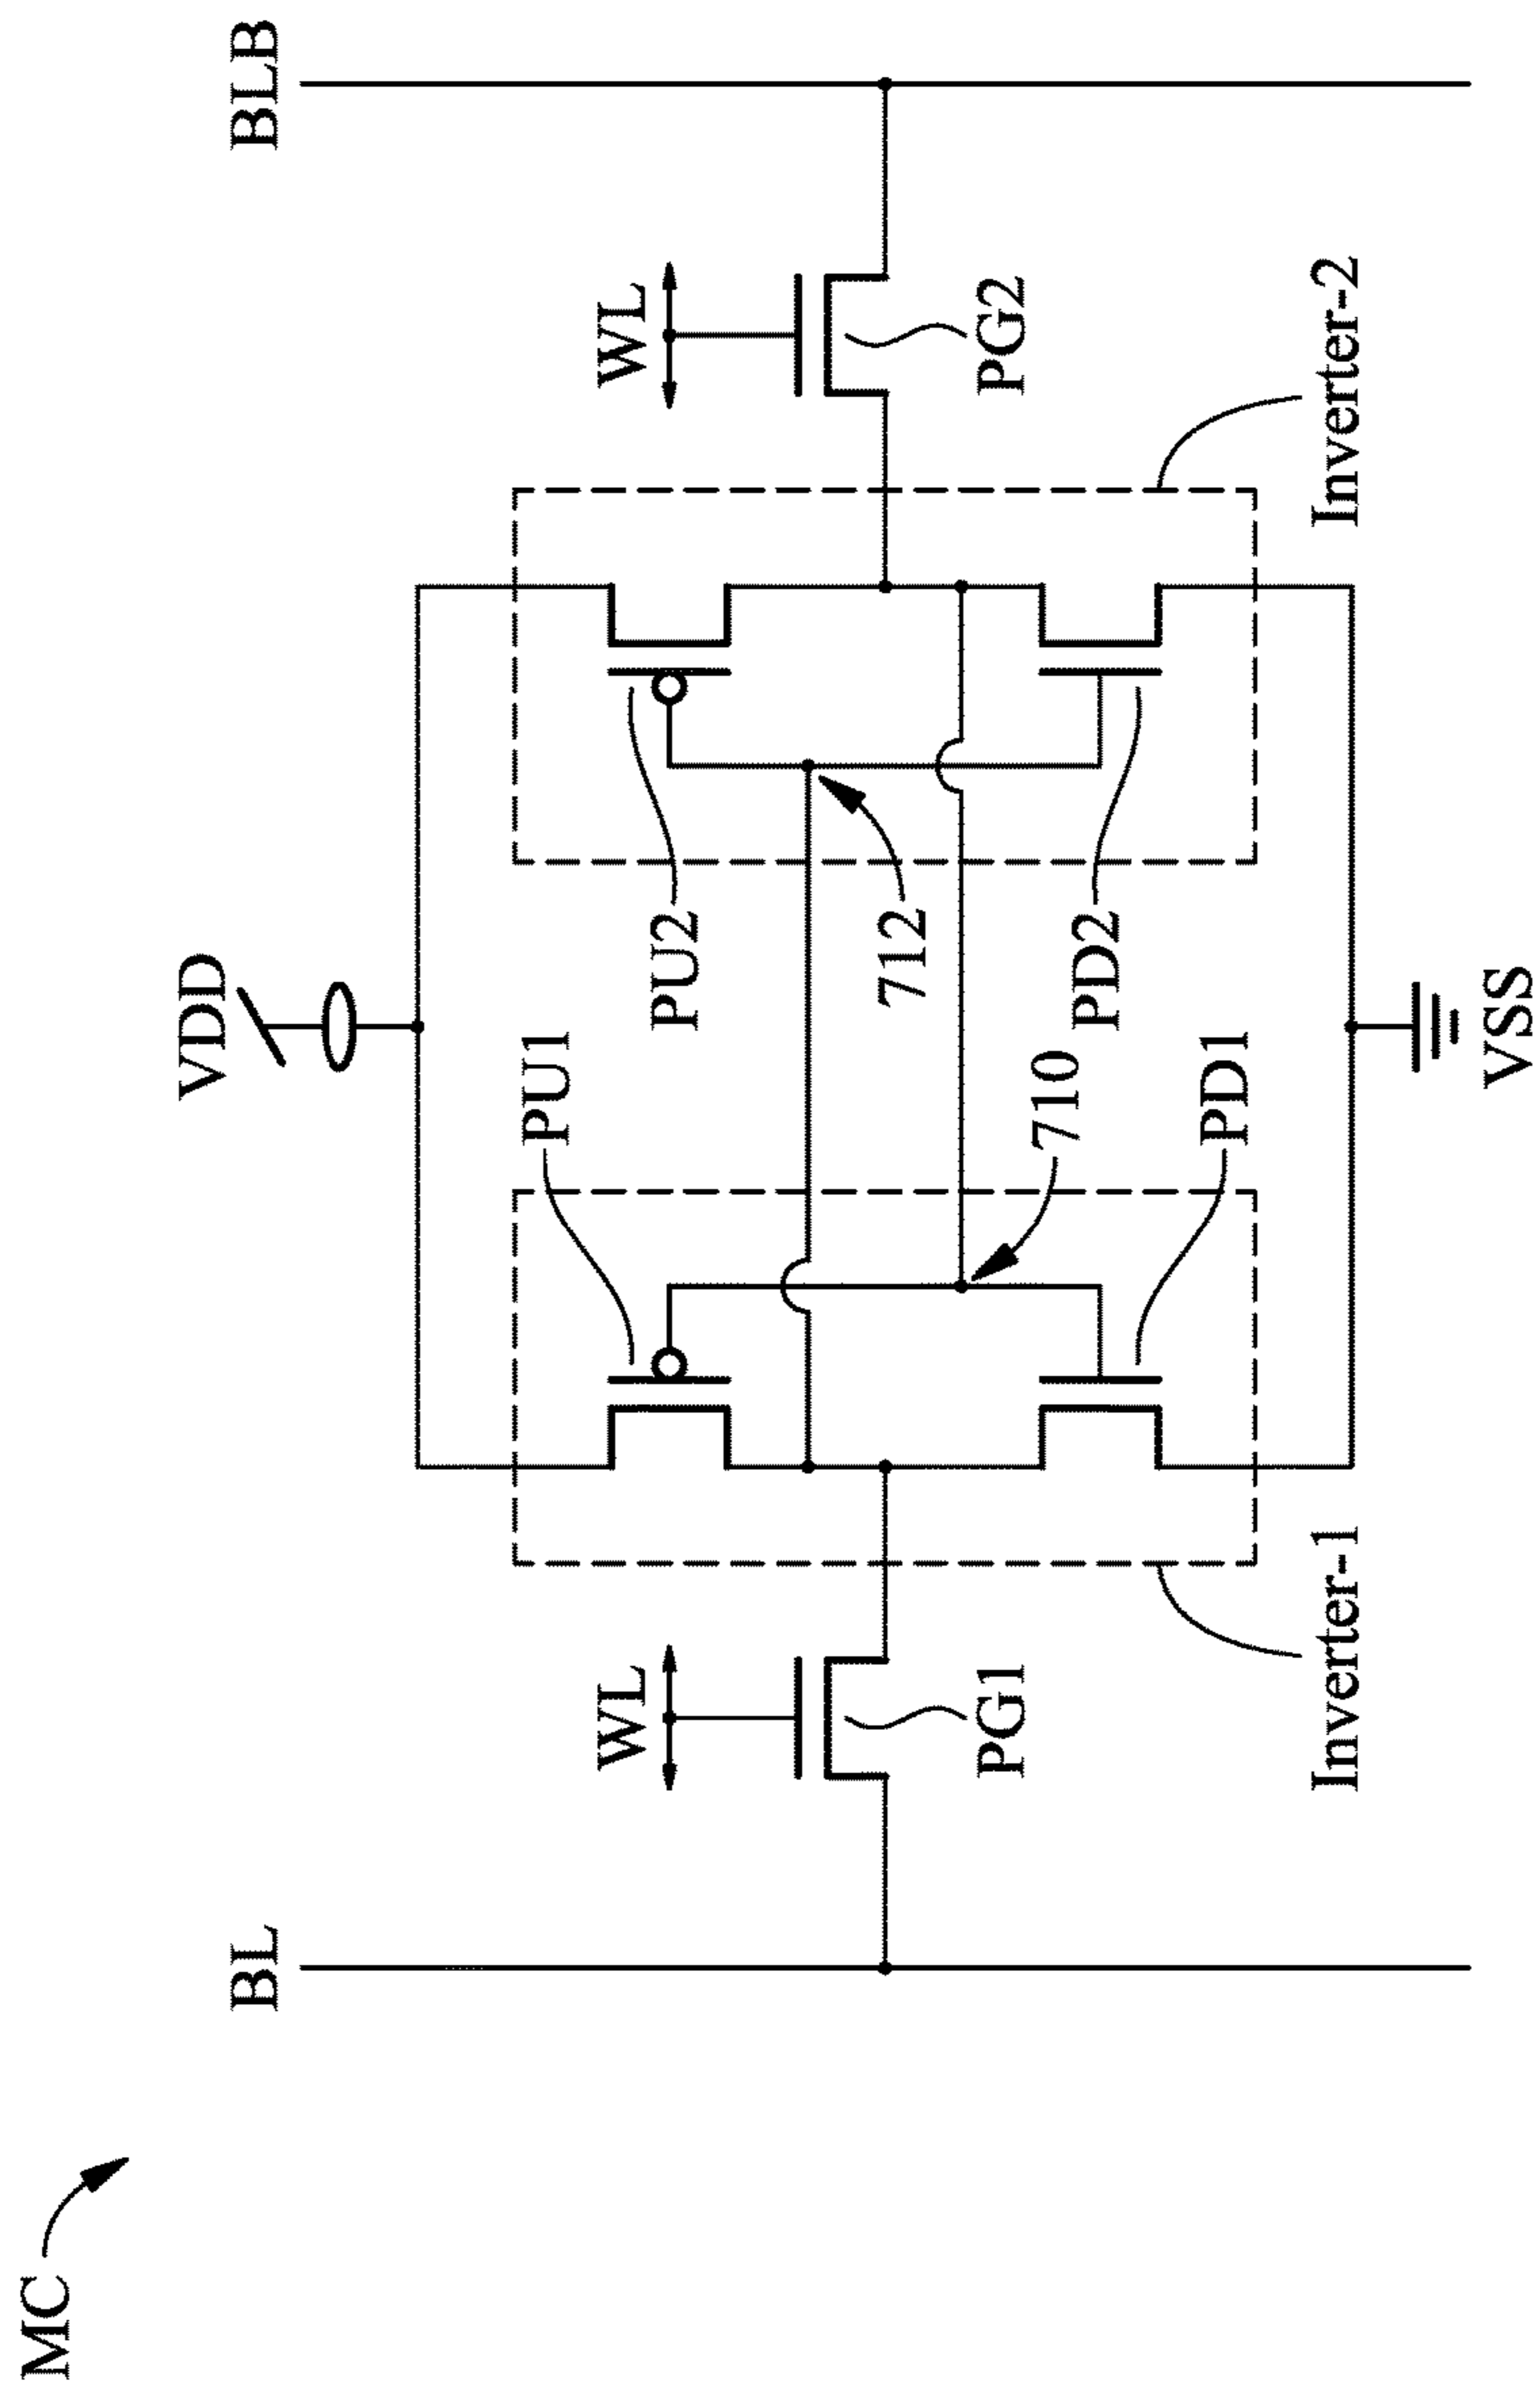 MC
VDD
BL
BLB
WL
WL
PU1
PU2
712
PG1
PG2
710
PD2
PD1
Inverter-1
Inverter-2
VSS